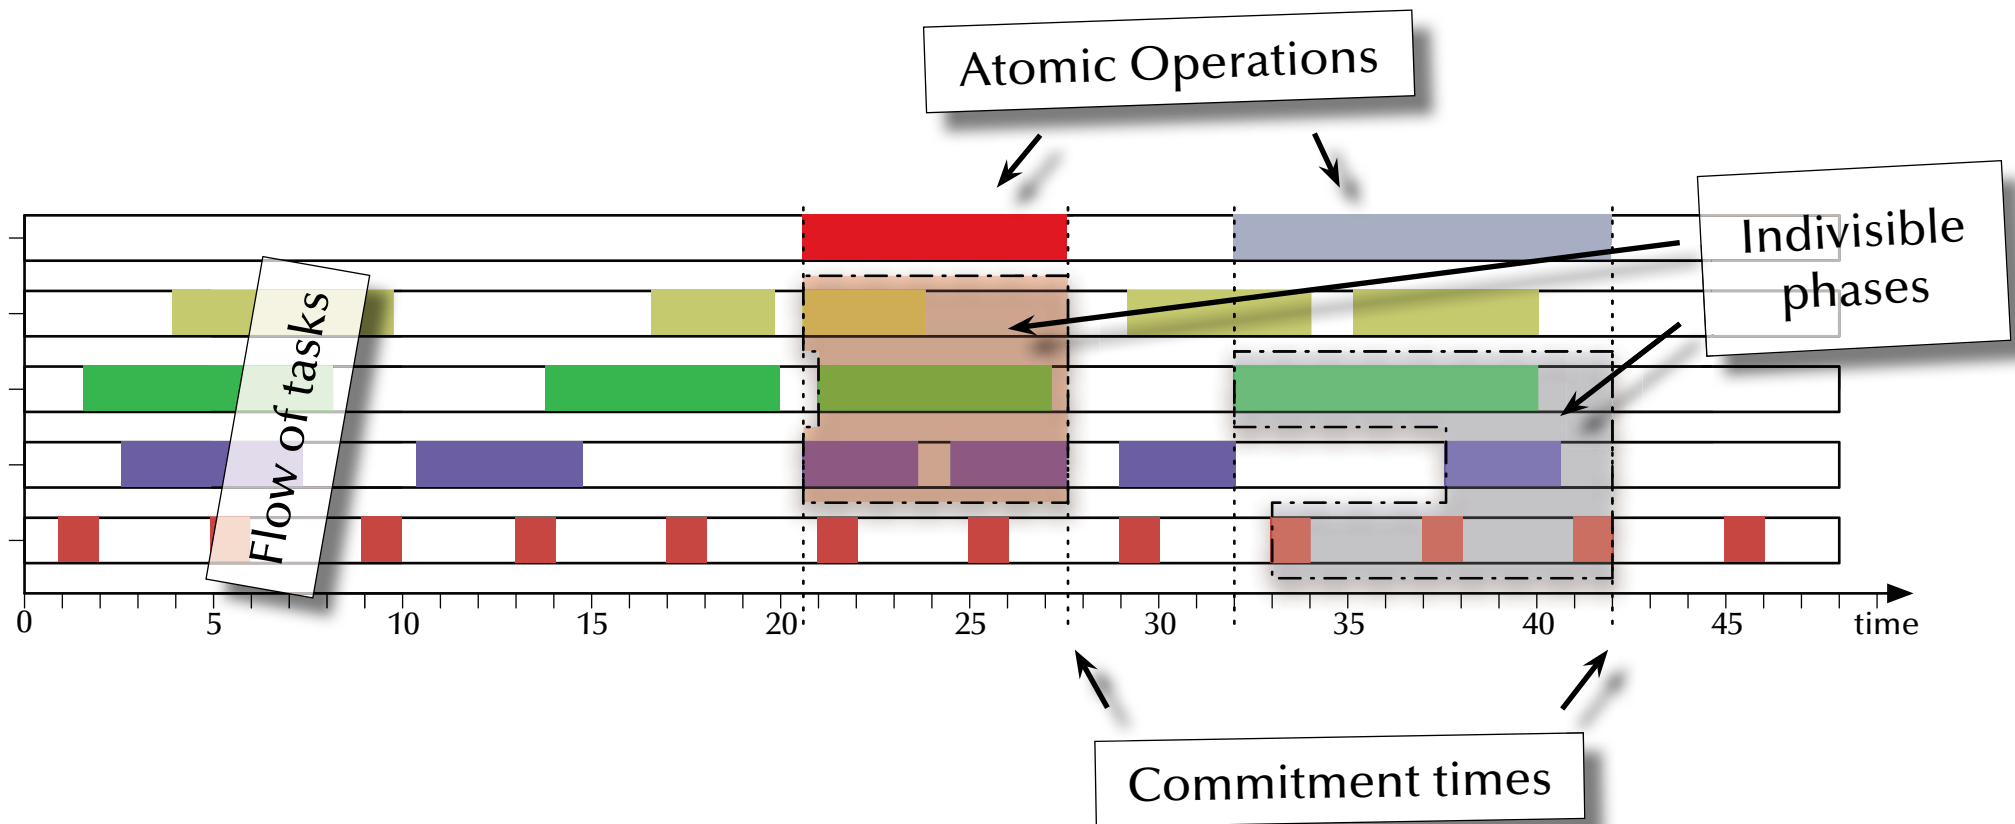 Atomic Operations
Indivisible
phases
Flow of tasks
0 5 10 15 20 25 30 35 40 45 time
Commitment times